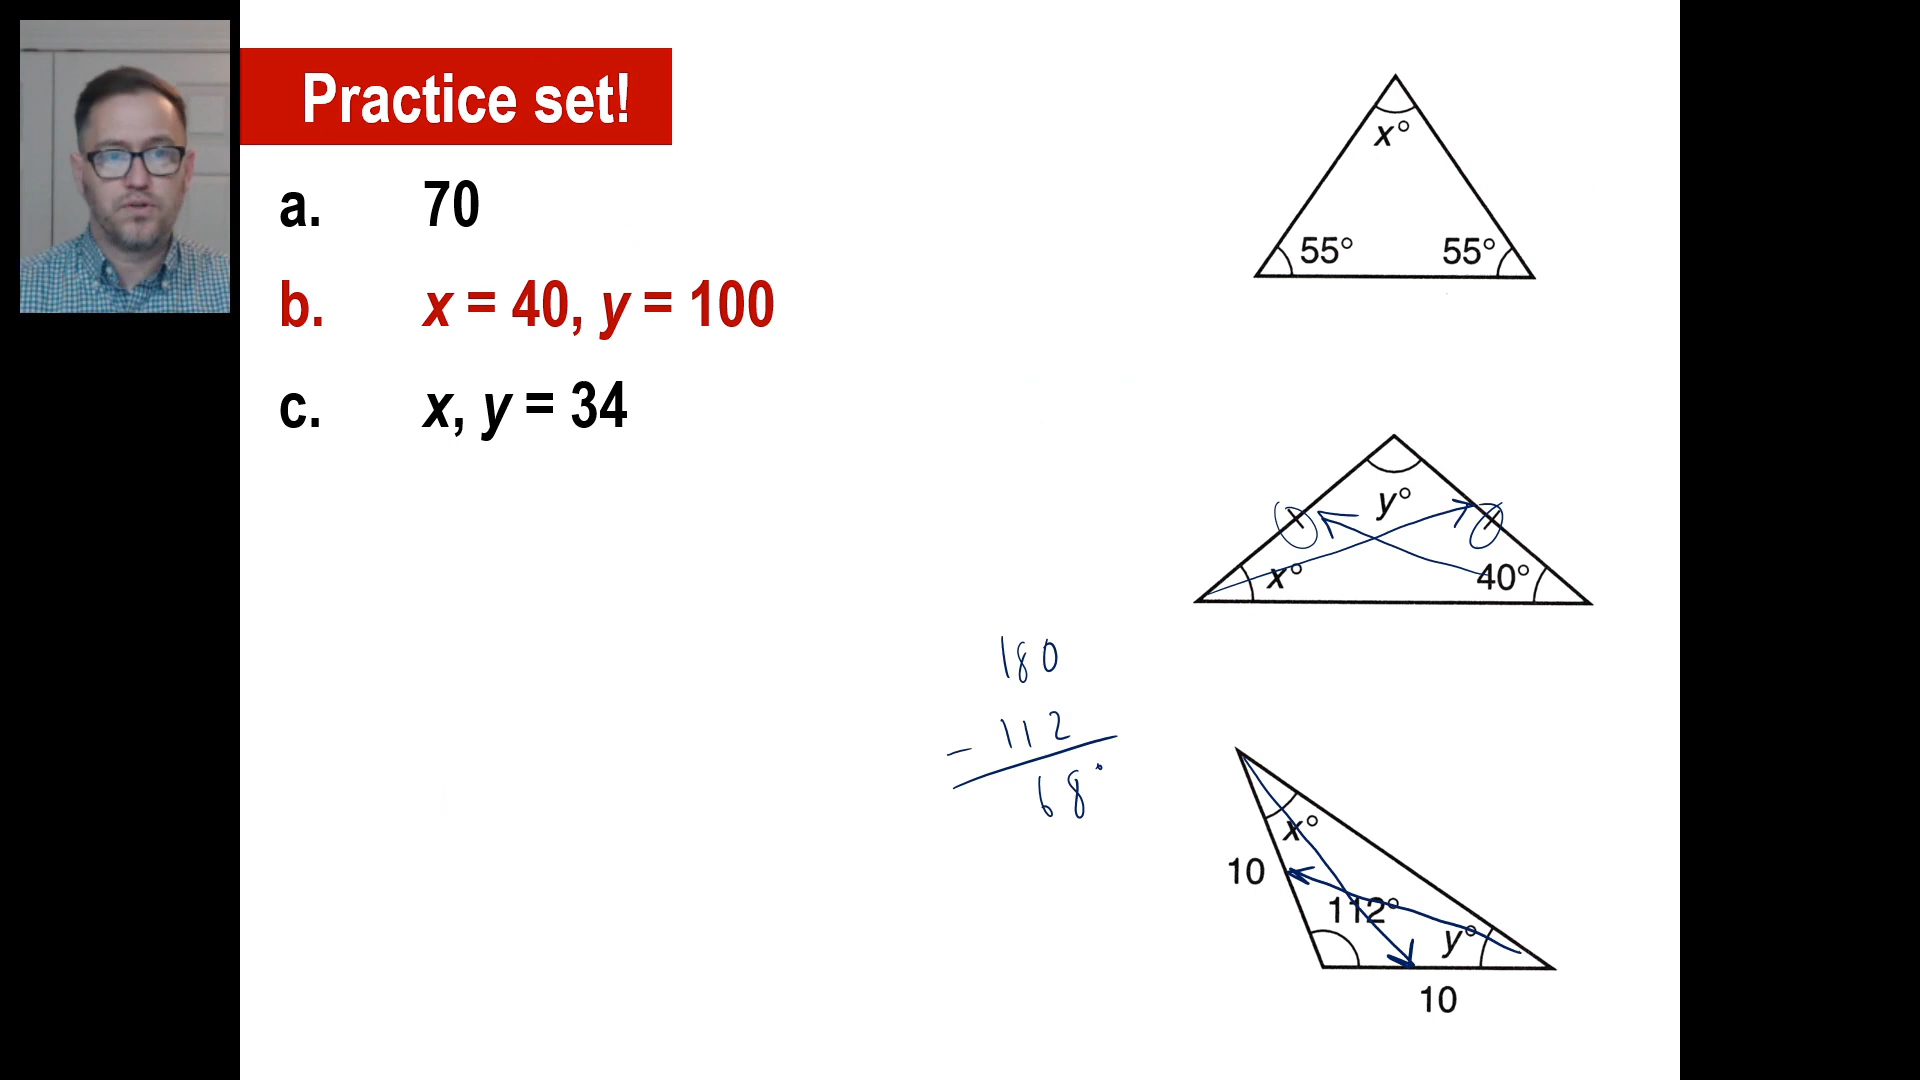 Practice set!
a. 70
b. x = 40, y = 100
c. x, y = 34
x°
55° 55°
y°
x° 40°
180
- 112
68°
x°
10
112°
y°
10